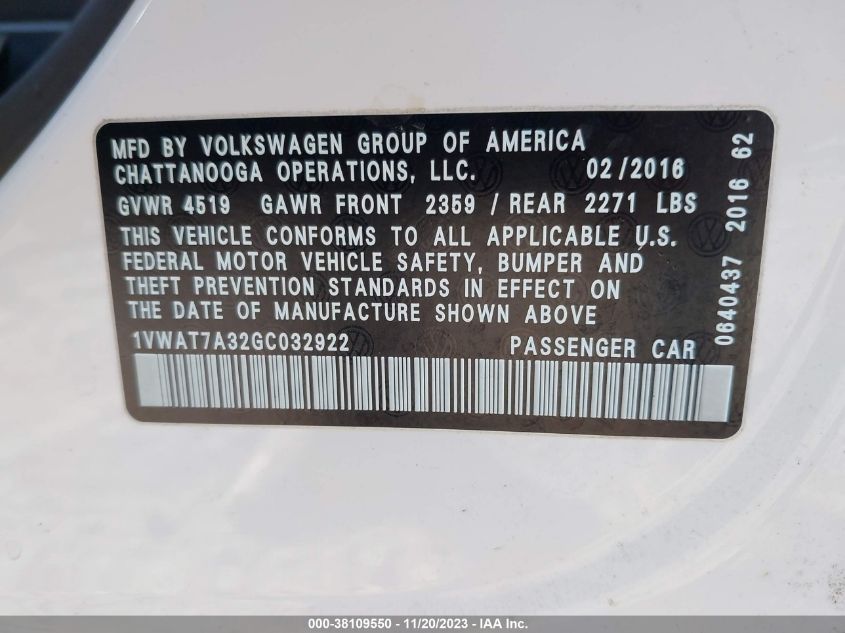 MFD BY VOLKSWAGEN GROUP OF AMERICA
CHATTANOOGA OPERATIONS, LLC. 02/2016
GVWR 4519 GAWR FRONT 2359 / REAR 2271 LBS
THIS VEHICLE CONFORMS TO ALL APPLICABLE U.S.
FEDERAL MOTOR VEHICLE SAFETY, BUMPER AND
THEFT PREVENTION STANDARDS IN EFFECT ON
THE DATE OF MANUFACTURE SHOWN ABOVE
1VWAT7A32GC032922 PASSENGER CAR
0640437 2016 62
000-38109550 - 11/20/2023 - IAA Inc.